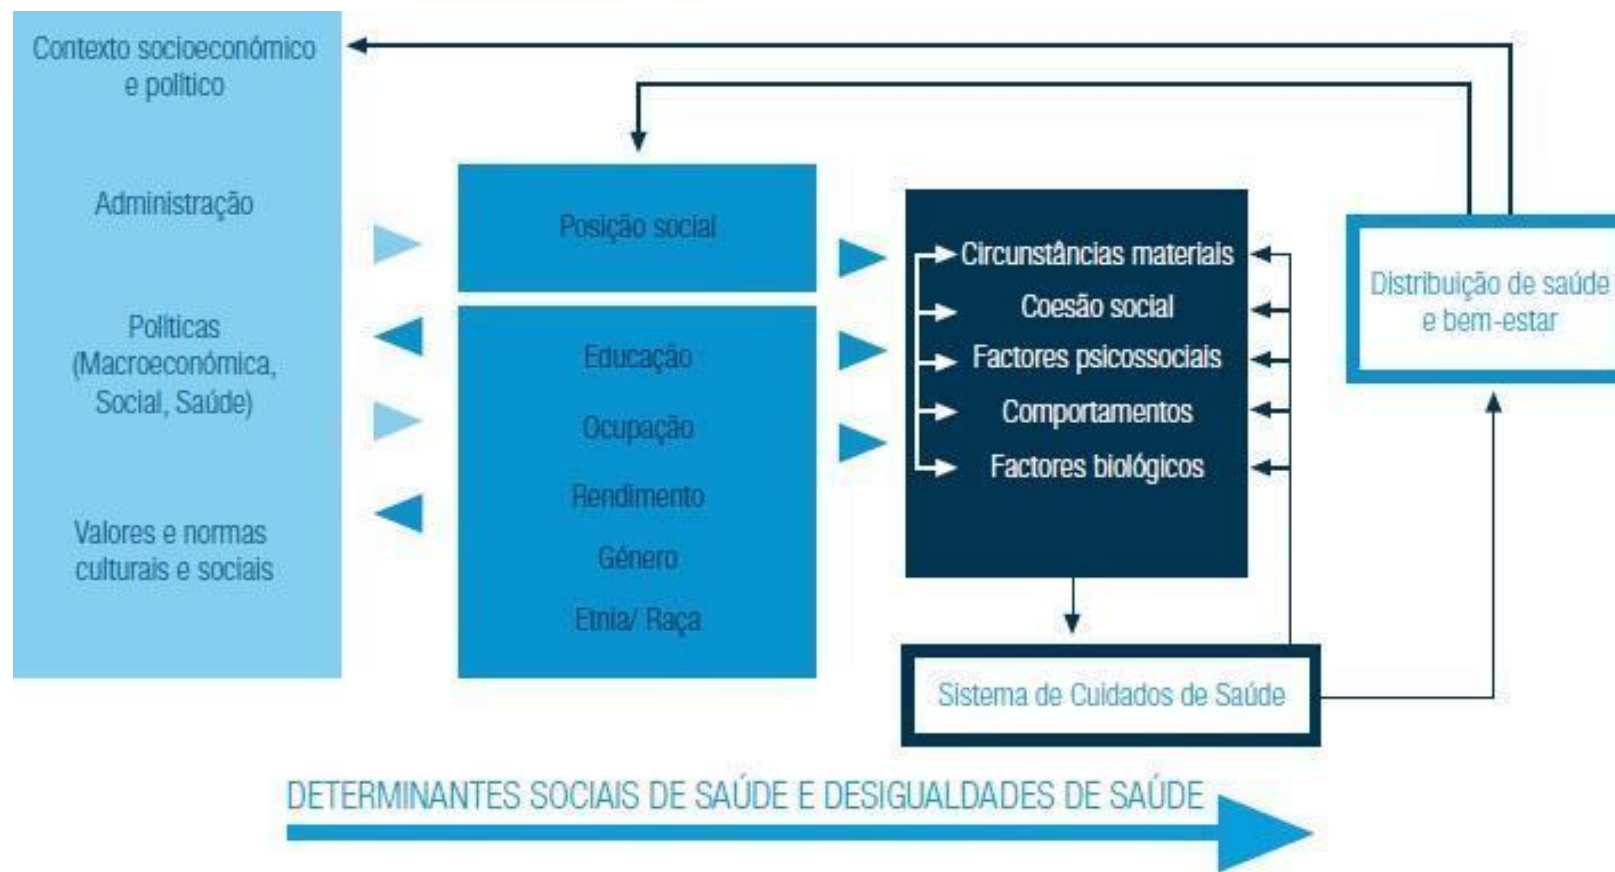 Contexto socioeconómico
e político
Administração
Políticas
(Macroeconómica,
Social, Saúde)
Valores e normas
culturais e sociais
Posição social
Educação
Ocupação
Rendimento
Género
Etnia/ Raça
Circunstâncias materiais
Coesão social
Factores psicossociais
Comportamentos
Factores biológicos
Sistema de Cuidados de Saúde
Distribuição de saúde
e bem-estar
DETERMINANTES SOCIAIS DE SAÚDE E DESIGUALDADES DE SAÚDE